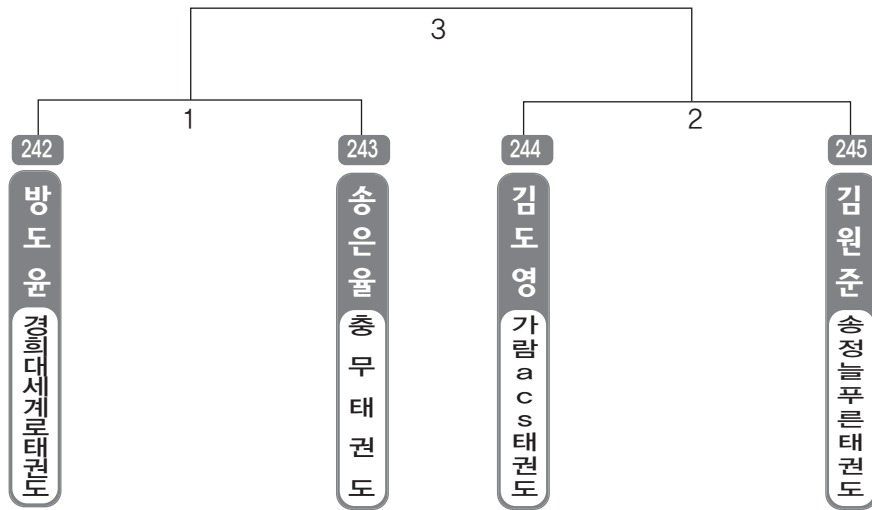 3
1
2
242
243
244
245
방도윤
경희대세계로태권도
송은율
충무태권도
김도영
가람acs태권도
김원준
송정늘푸른태권도